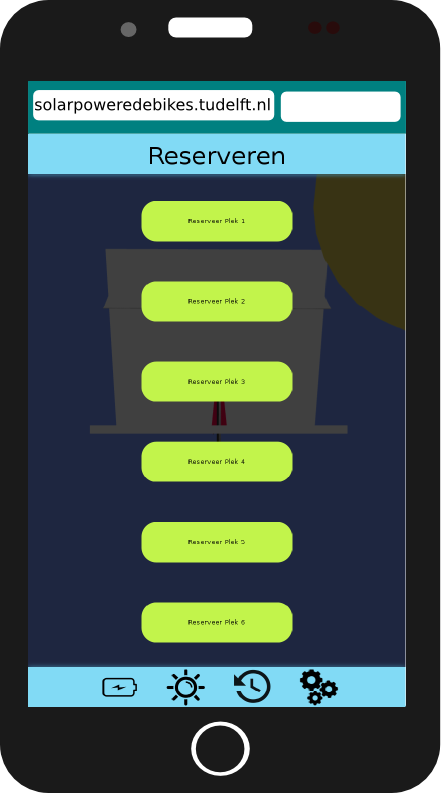 solarpoweredebikes.tudelft.nl
Reserveren
Reserveer Plek 1
Reserveer Plek 2
Reserveer Plek 3
Reserveer Plek 4
Reserveer Plek 5
Reserveer Plek 6